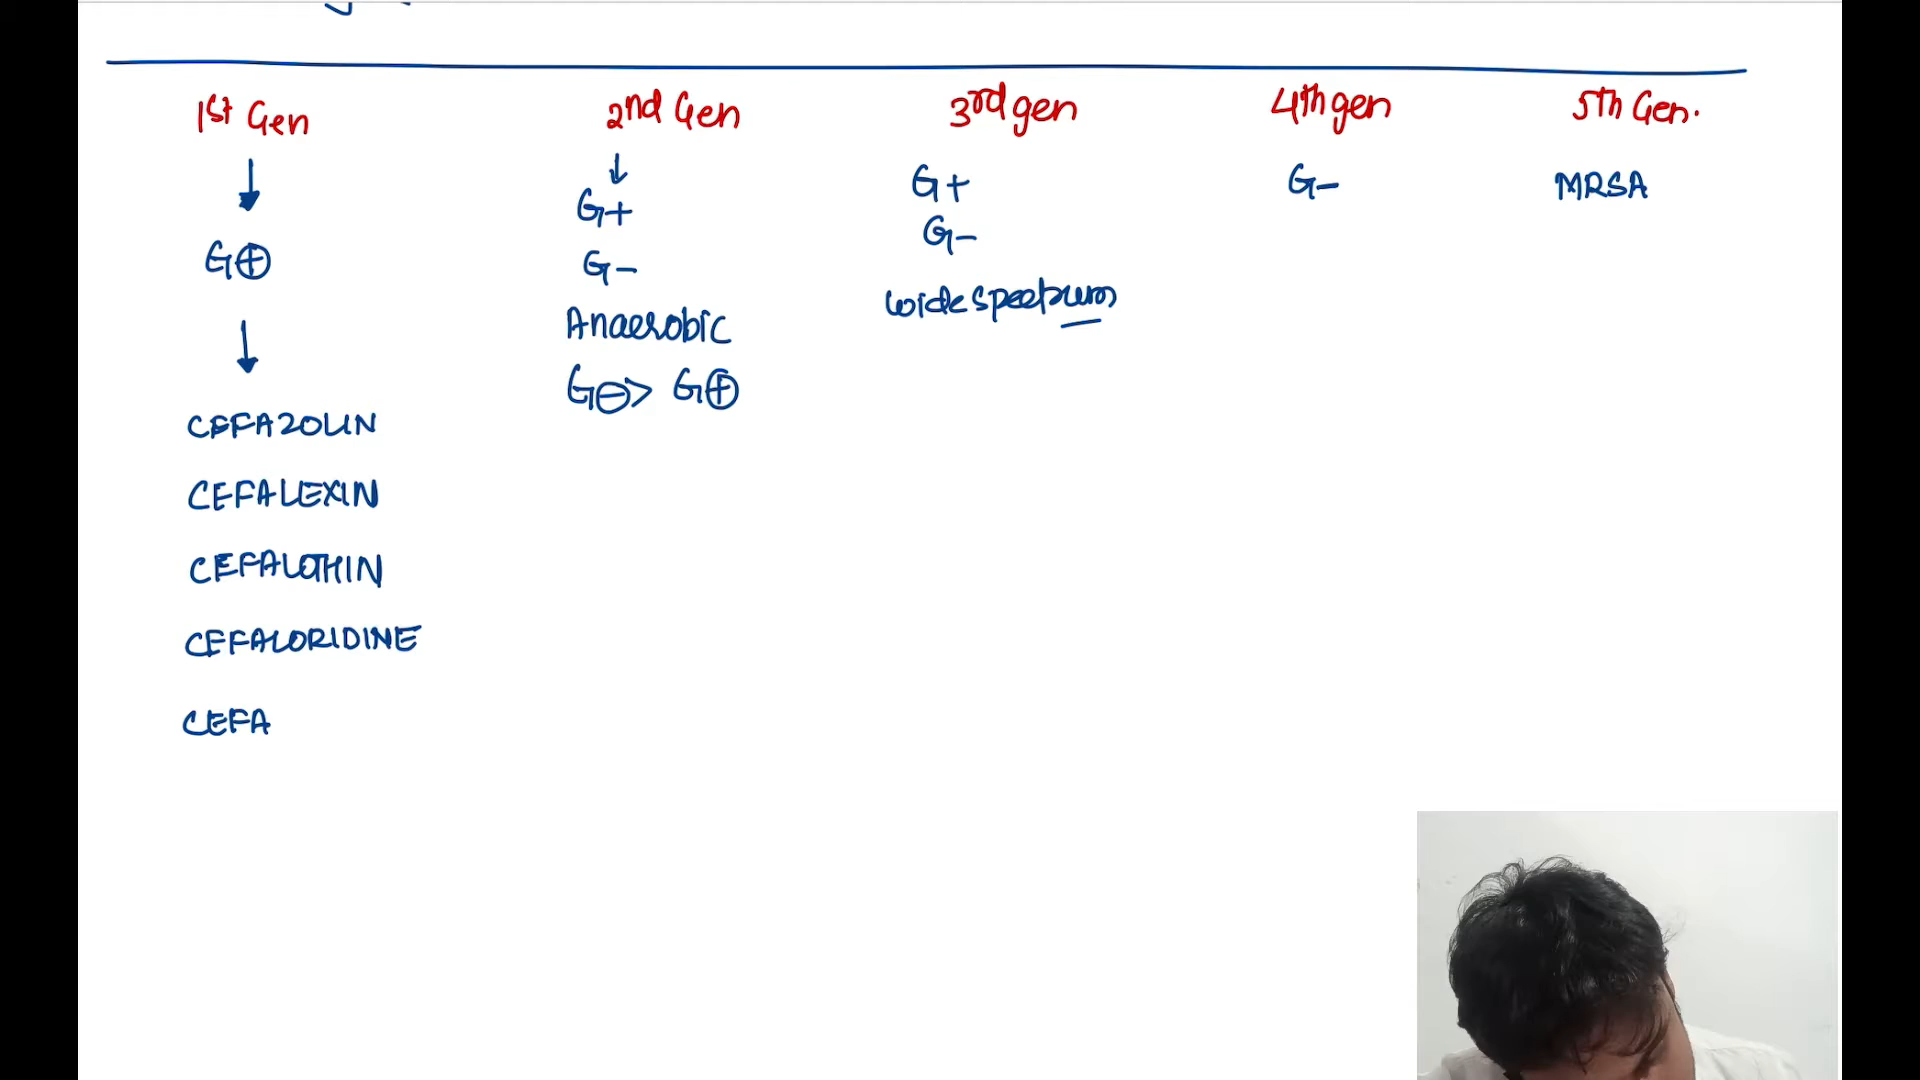 1st Gen 2nd Gen 3rd gen 4th gen 5th Gen.
G+ G+ G+ G- MRSA
G- G-
Anaerobic wide spectrum
G- > G+
CEFAZOLIN
CEFALEXIN
CEFALOTHIN
CEFALORIDINE
CEFA